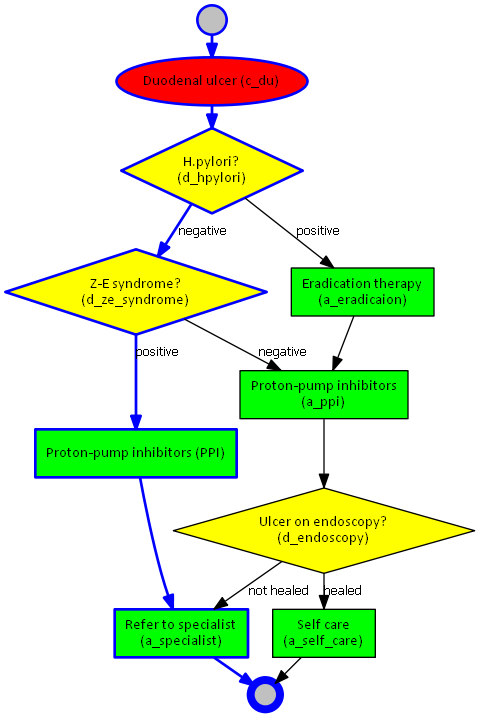 Duodenal ulcer (c_du)
H.pylori?
(d_hpylori)
negative
positive
Z-E syndrome?
(d_ze_syndrome)
Eradication therapy
(a_eradicaion)
positive
negative
Proton-pump inhibitors
(a_ppi)
Proton-pump inhibitors (PPI)
Ulcer on endoscopy?
(d_endoscopy)
not healed
healed
Refer to specialist
(a_specialist)
Self care
(a_self_care)